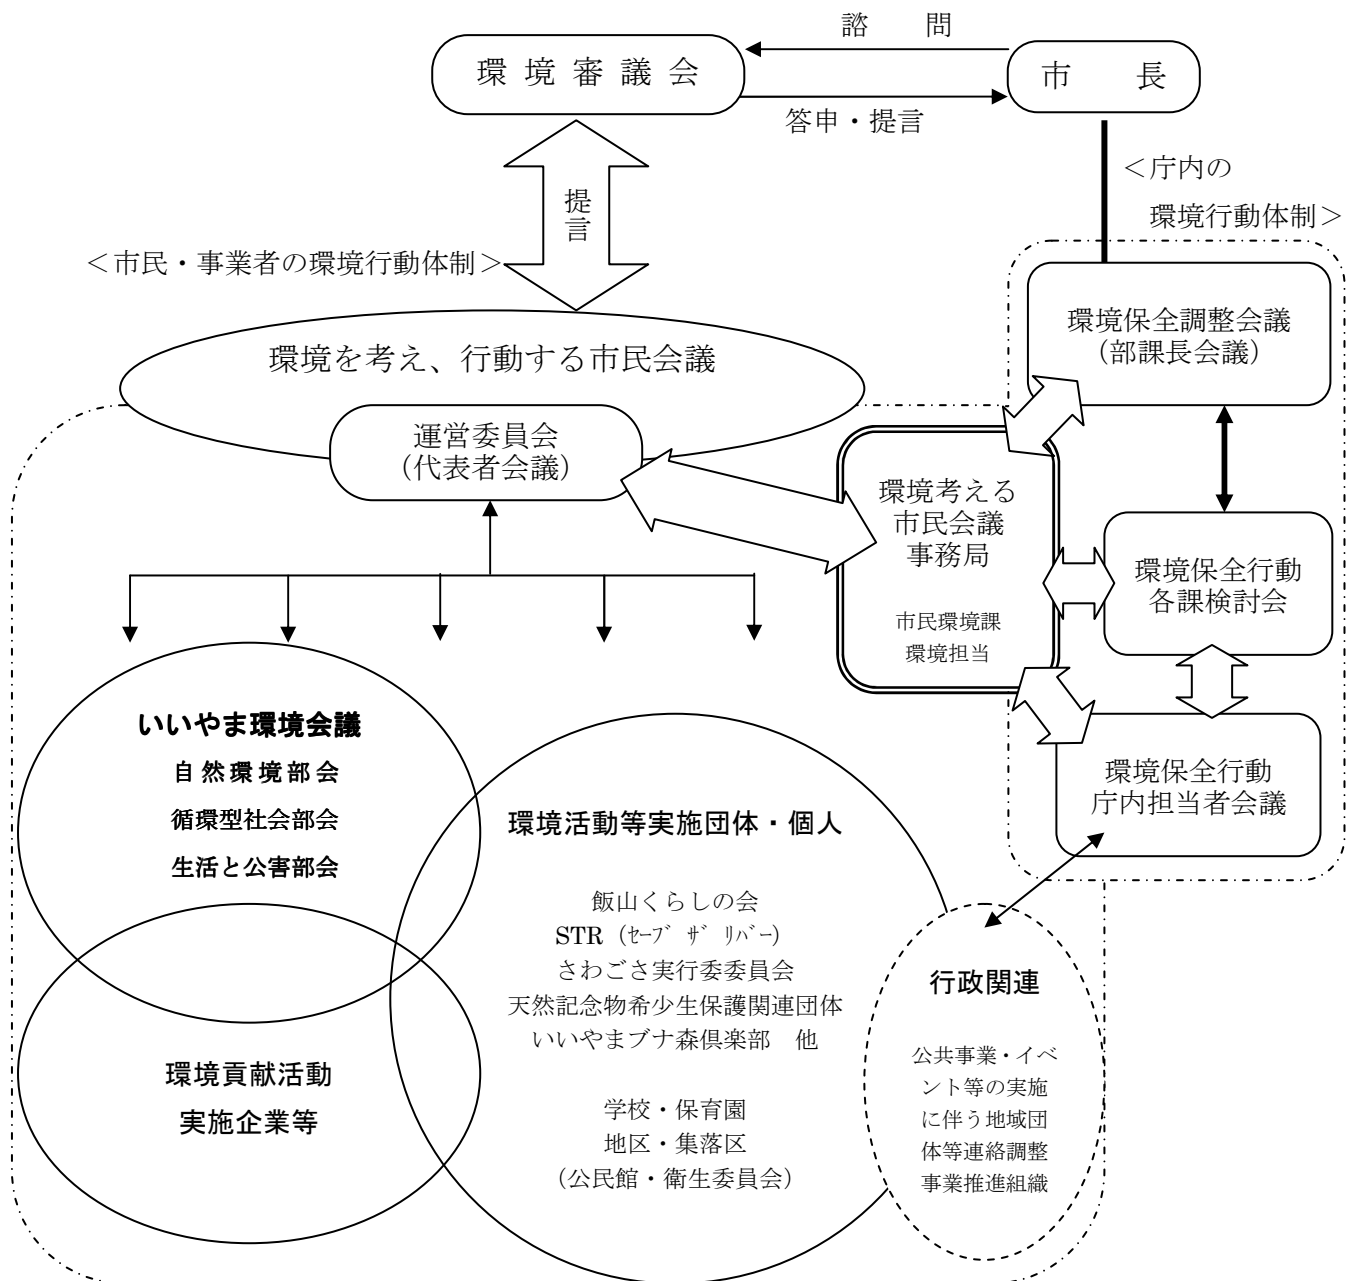 諮　問
環 境 審 議 会
市　長
答申・提言
＜庁内の
環境行動体制＞
提
言
＜市民・事業者の環境行動体制＞
環境を考え、行動する市民会議
運営委員会
（代表者会議）
環境保全調整会議
（部課長会議）
環境考える
市民会議
事務局
市民環境課
環境担当
環境保全行動
各課検討会
環境保全行動
庁内担当者会議
いいやま環境会議
自然環境部会
循環型社会部会
生活と公害部会
環境貢献活動
実施企業等
環境活動等実施団体・個人
飯山くらしの会
STR（ｾｰﾌﾞ ｻﾞ ﾘﾊﾞｰ）
さわごさ実行委委員会
天然記念物希少生保護関連団体
いいやまブナ森倶楽部　他
学校・保育園
地区・集落区
（公民館・衛生委員会）
行政関連
公共事業・イベ
ント等の実施
に伴う地域団
体等連絡調整
事業推進組織